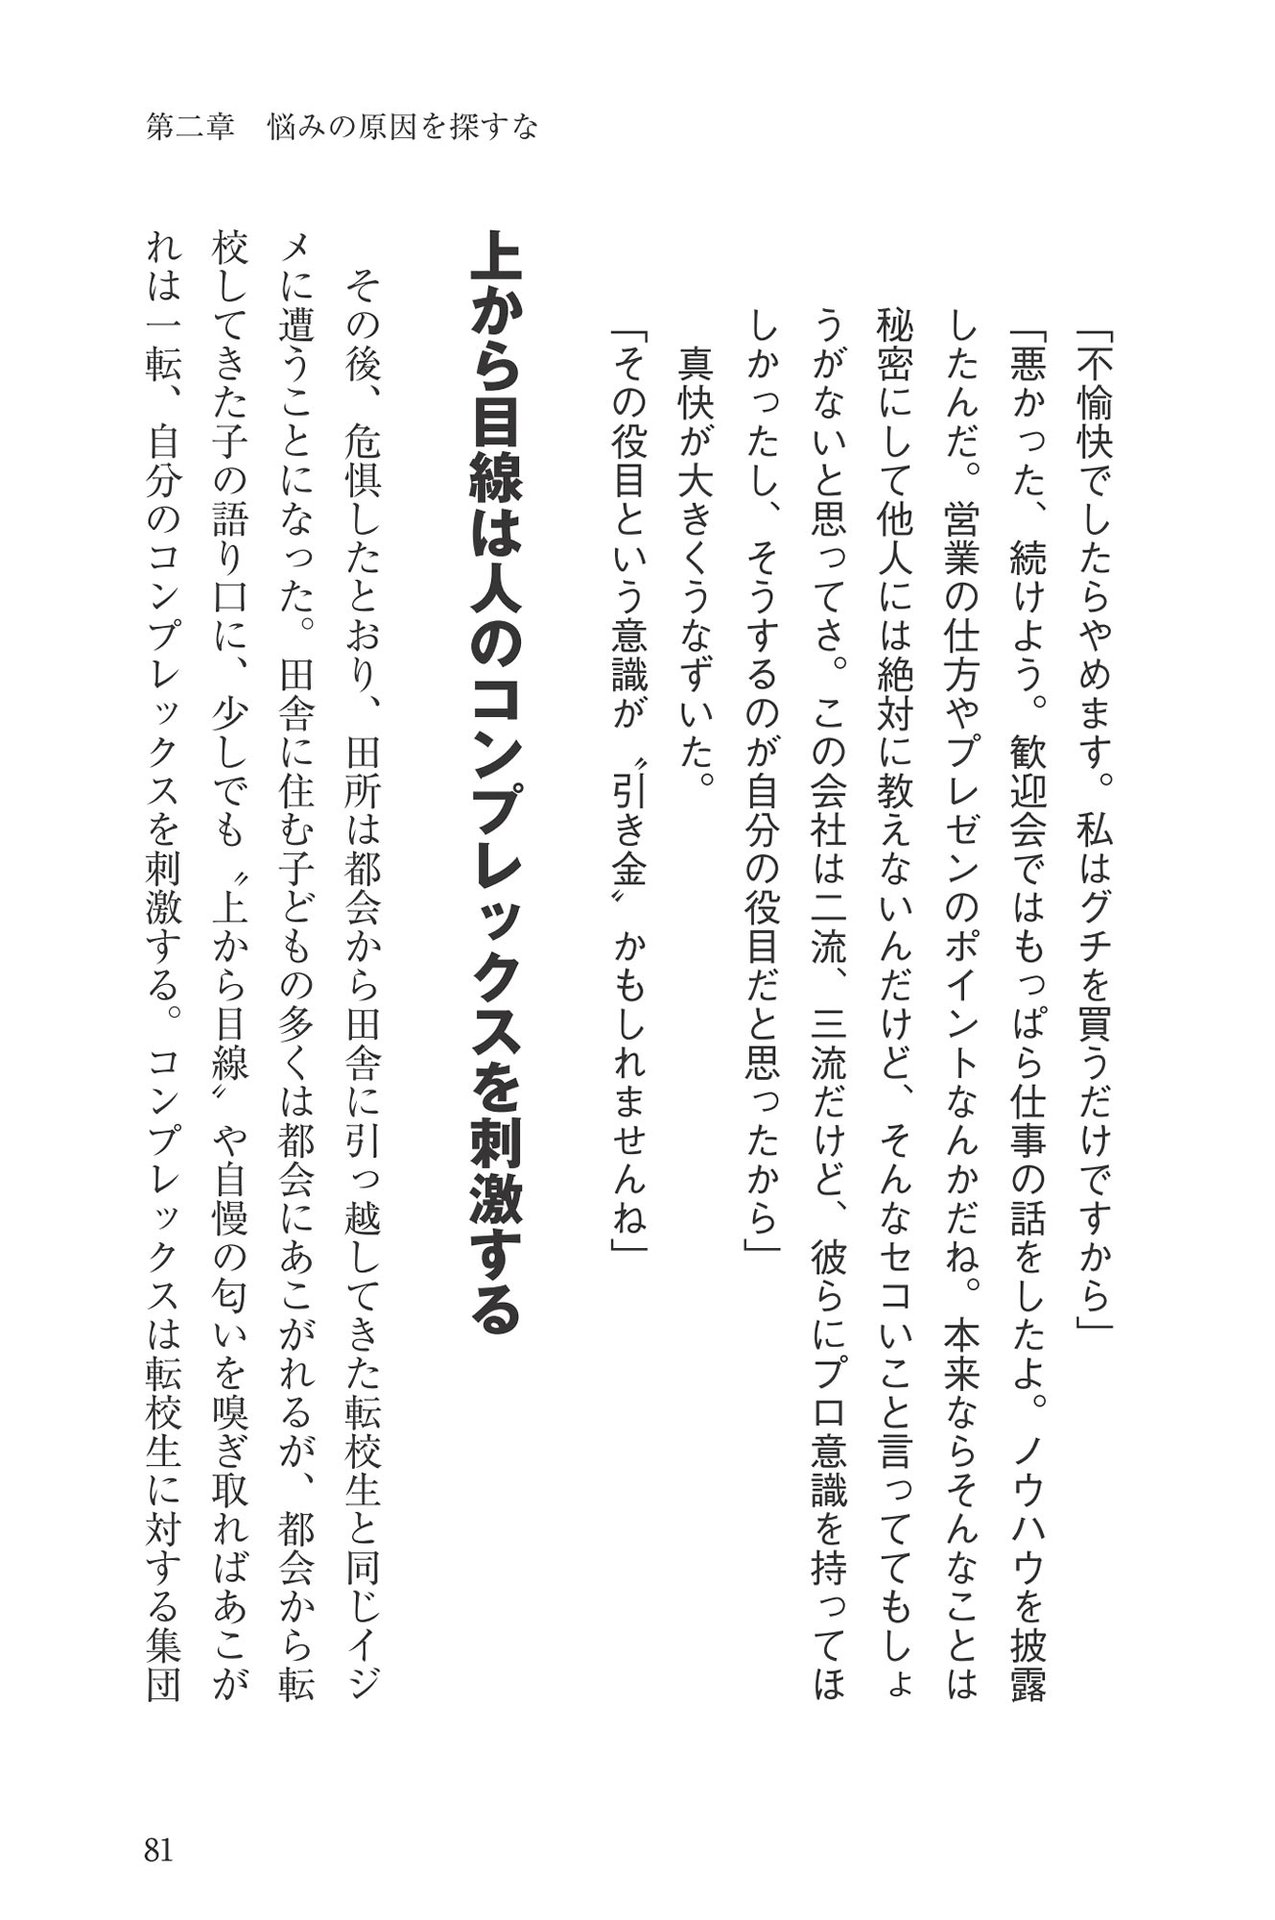 第二章　悩みの原因を探すな
「不愉快でしたらやめます。私はグチを買うだけですから」
「悪かった、続けよう。歓迎会ではもっぱら仕事の話をしたよ。ノウハウを披露
したんだ。営業の仕方やプレゼンのポイントなんかだね。本来ならそんなことは
秘密にして他人には絶対に教えないんだけど、そんなセコいこと言っててもしょ
うがないと思ってさ。この会社は二流、三流だけど、彼らにプロ意識を持ってほ
しかったし、そうするのが自分の役目だと思ったから」
　真快が大きくうなずいた。
「その役目という意識が〝引き金〟かもしれませんね」
上から目線は人のコンプレックスを刺激する
　その後、危惧したとおり、田所は都会から田舎に引っ越してきた転校生と同じイジ
メに遭うことになった。田舎に住む子どもの多くは都会にあこがれるが、都会から転
校してきた子の語り口に、少しでも〝上から目線〟や自慢の匂いを嗅ぎ取ればあこが
れは一転、自分のコンプレックスを刺激する。コンプレックスは転校生に対する集団
81